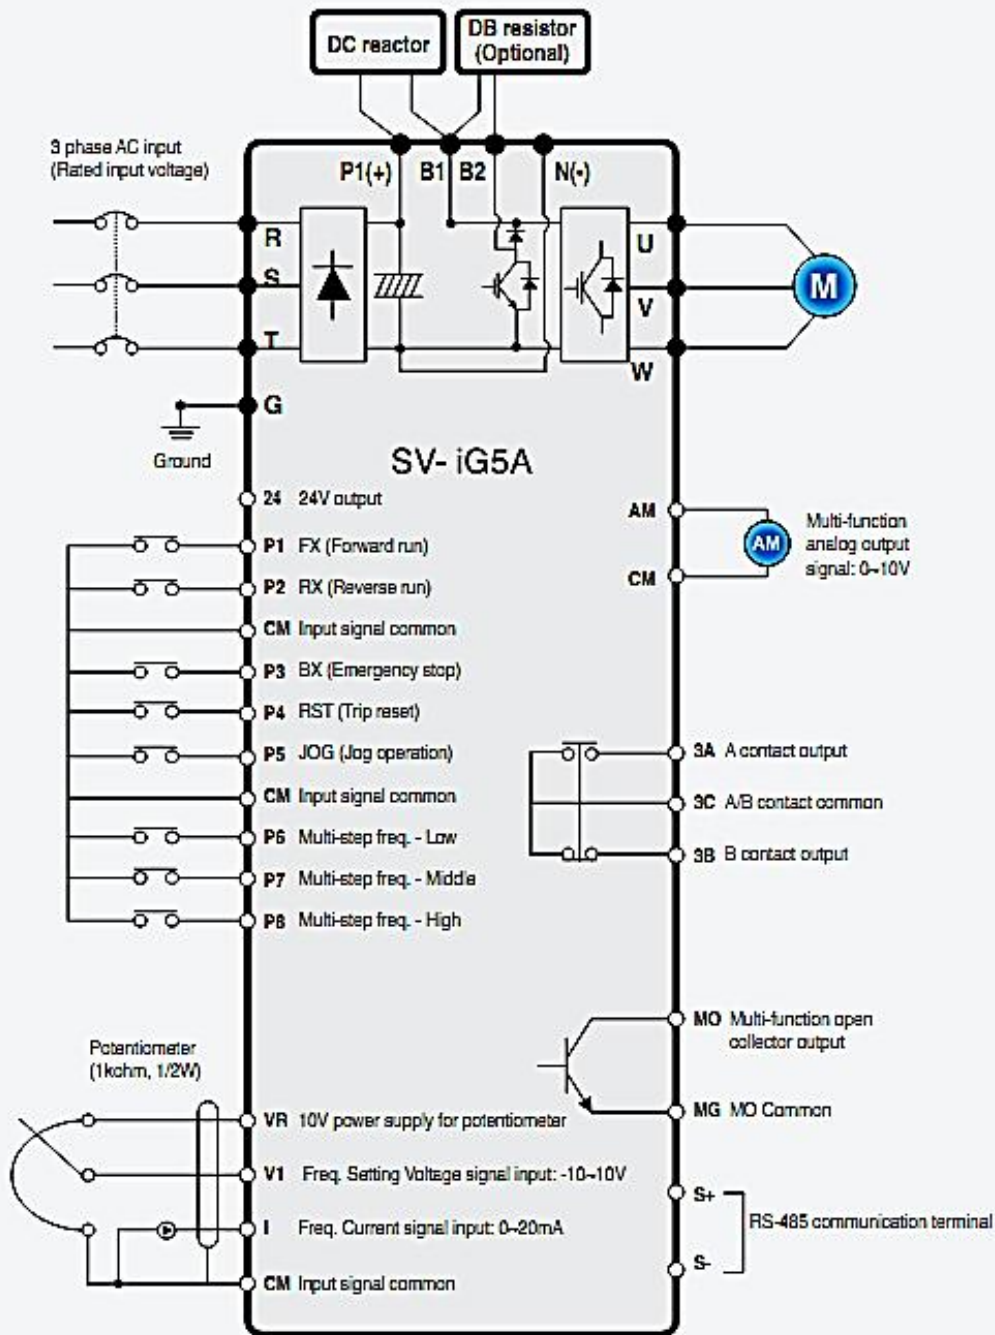 DC reactor
DB resistor
(Optional)
3 phase AC input
(Rated input voltage)
P1(+)
B1
B2
N(-)
R
S
T
G
U
V
W
M
Ground
SV- iG5A
24 24V output
P1 FX (Forward run)
P2 RX (Reverse run)
CM Input signal common
P3 BX (Emergency stop)
P4 RST (Trip reset)
P5 JOG (Jog operation)
CM Input signal common
P6 Multi-step freq. - Low
P7 Multi-step freq. - Middle
P8 Multi-step freq. - High
AM
AM
CM
Multi-function
analog output
signal: 0~10V
3A A contact output
3C A/B contact common
3B B contact output
MO Multi-function open
collector output
MG MO Common
Potentiometer
(1kohm, 1/2W)
VR 10V power supply for potentiometer
V1 Freq. Setting Voltage signal input: -10~10V
I Freq. Current signal input: 0~20mA
CM Input signal common
S+
RS-485 communication terminal
S-